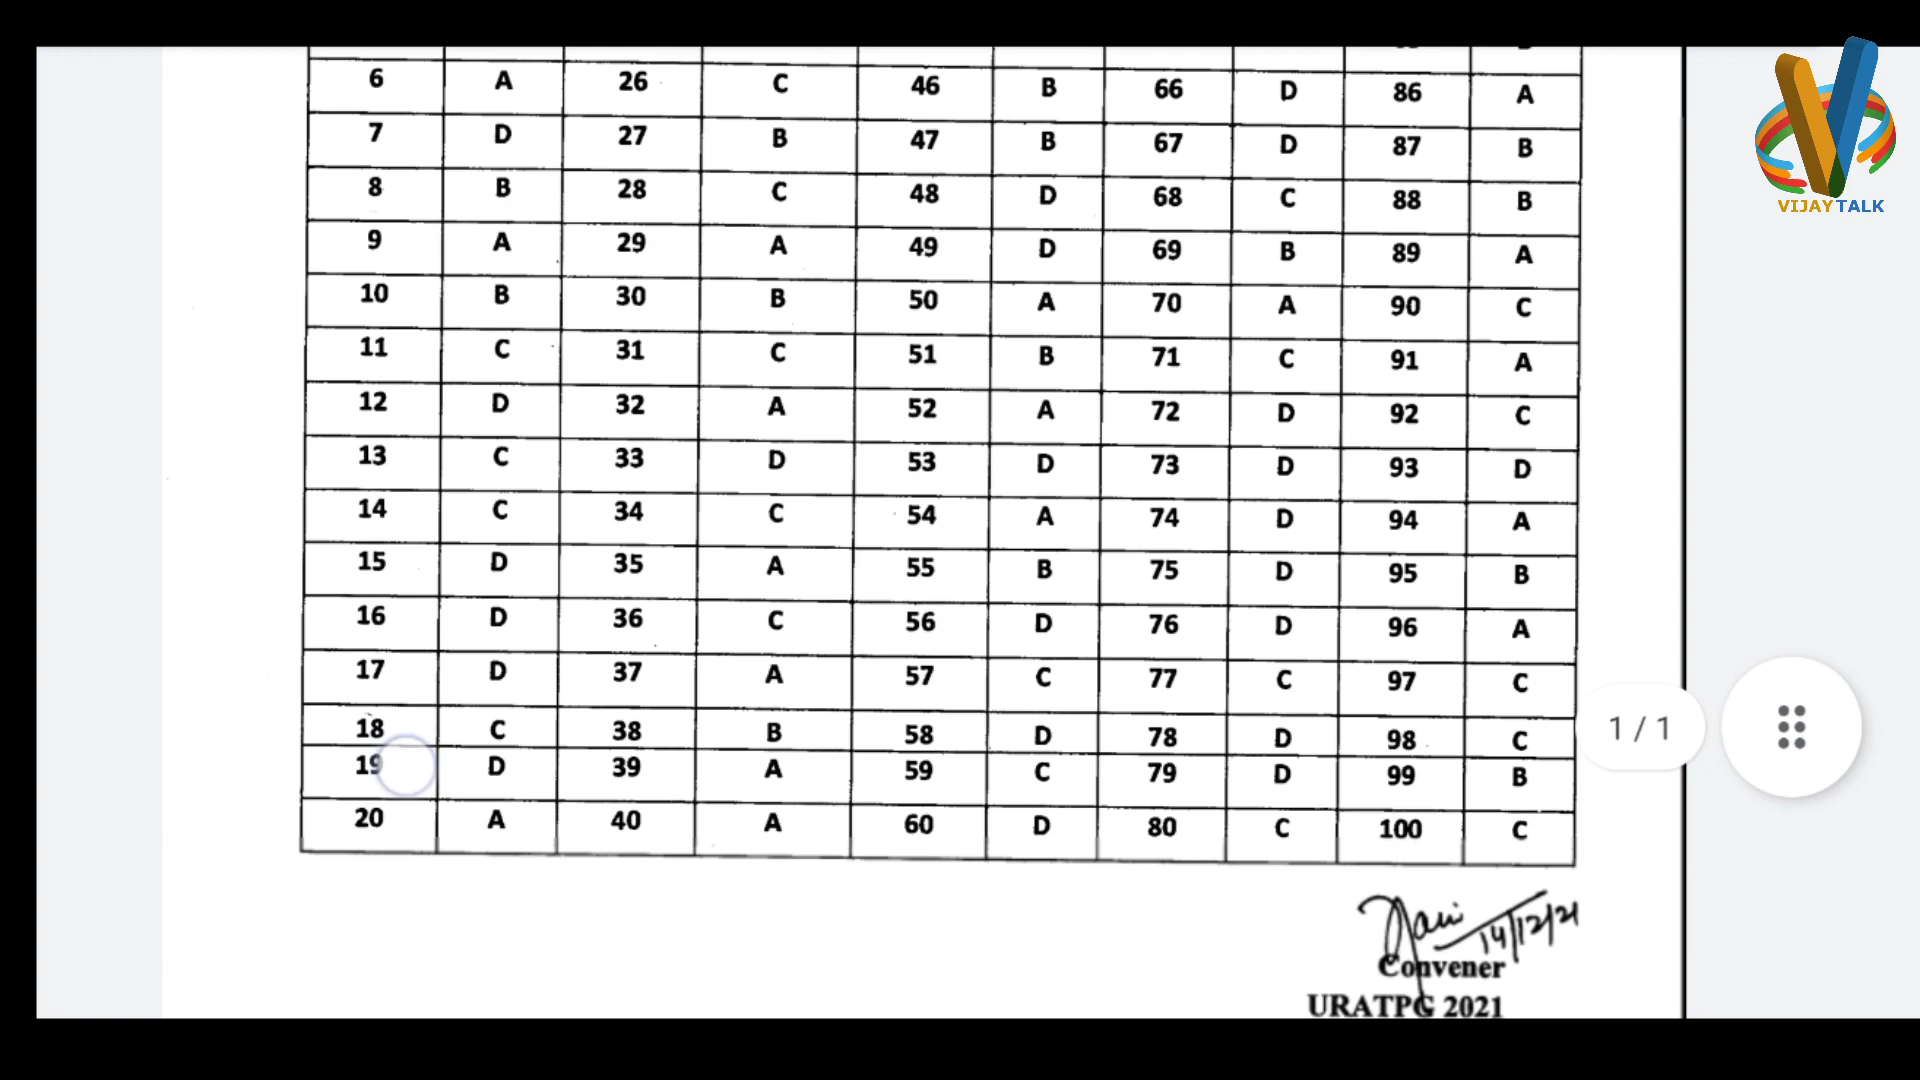 6 A 26 C 46 B 66 D 86 A
7 D 27 B 47 B 67 D 87 B
8 B 28 C 48 D 68 C 88 B
9 A 29 A 49 D 69 B 89 A
10 B 30 B 50 A 70 A 90 C
11 C 31 C 51 B 71 C 91 A
12 D 32 A 52 A 72 D 92 C
13 C 33 D 53 D 73 D 93 D
14 C 34 C 54 A 74 D 94 A
15 D 35 A 55 B 75 D 95 B
16 D 36 C 56 D 76 D 96 A
17 D 37 A 57 C 77 C 97 C
18 C 38 B 58 D 78 D 98 C
19 D 39 A 59 C 79 D 99 B
20 A 40 A 60 D 80 C 100 C
14/12/21
Convener
URATPG 2021
1 / 1
VIJAYTALK